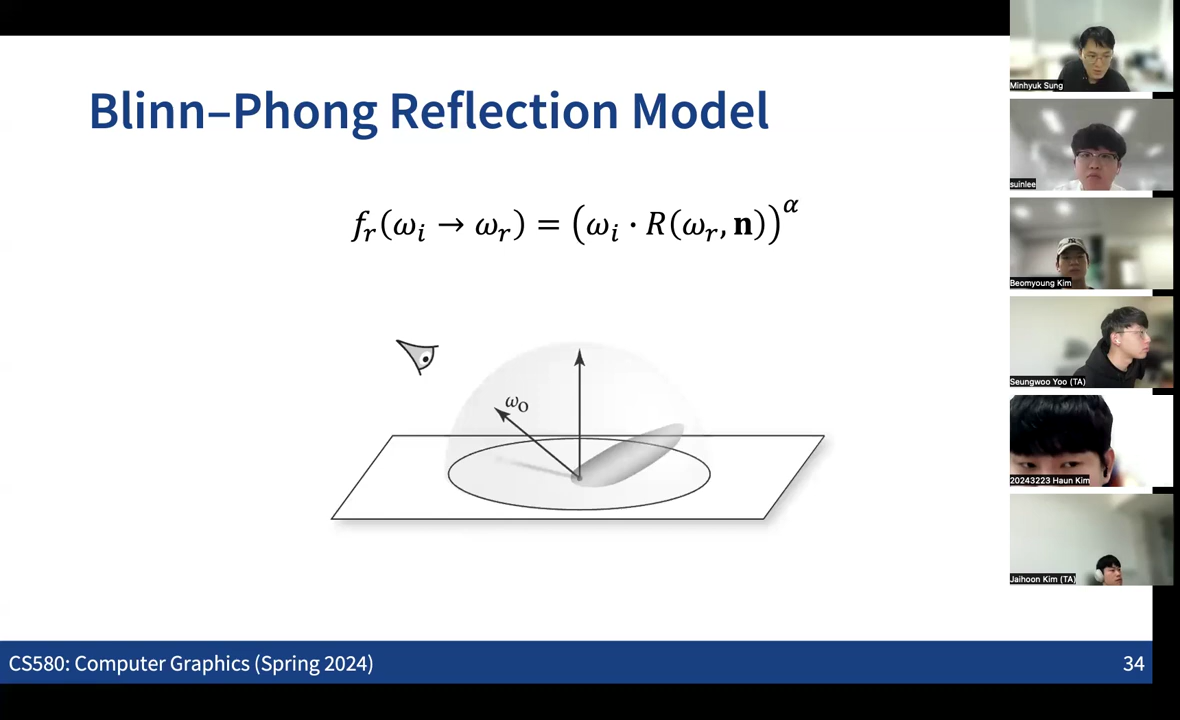 Blinn–Phong Reflection Model
f_r(ω_i → ω_r) = (ω_i · R(ω_r, n))^α
ω_o
CS580: Computer Graphics (Spring 2024)
34
Minhyuk Sung
suinlee
Beomyoung Kim
Seungwoo Yoo (TA)
20243223 Haun Kim
Jaihoon Kim (TA)